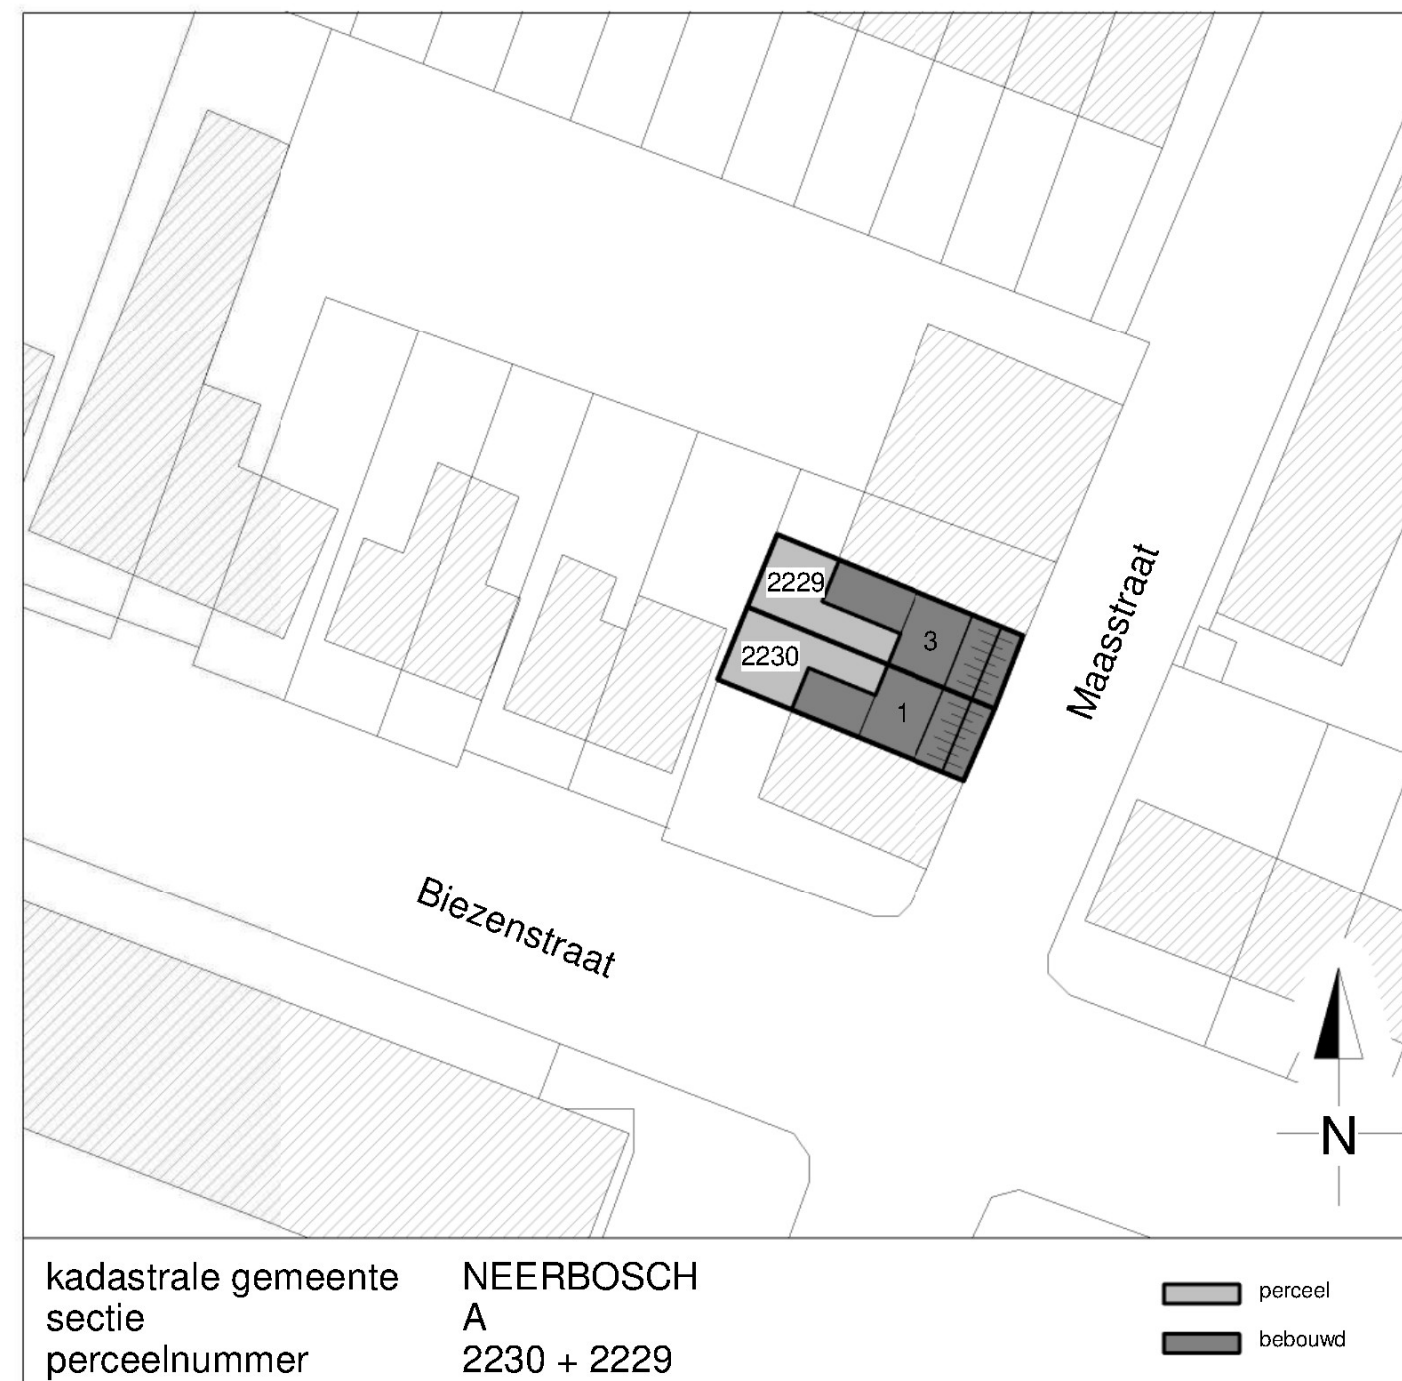 2229
3
2230
1
Maasstraat
Biezenstraat
N
kadastrale gemeente NEERBOSCH
sectie A
perceelnummer 2230 + 2229
perceel
bebouwd